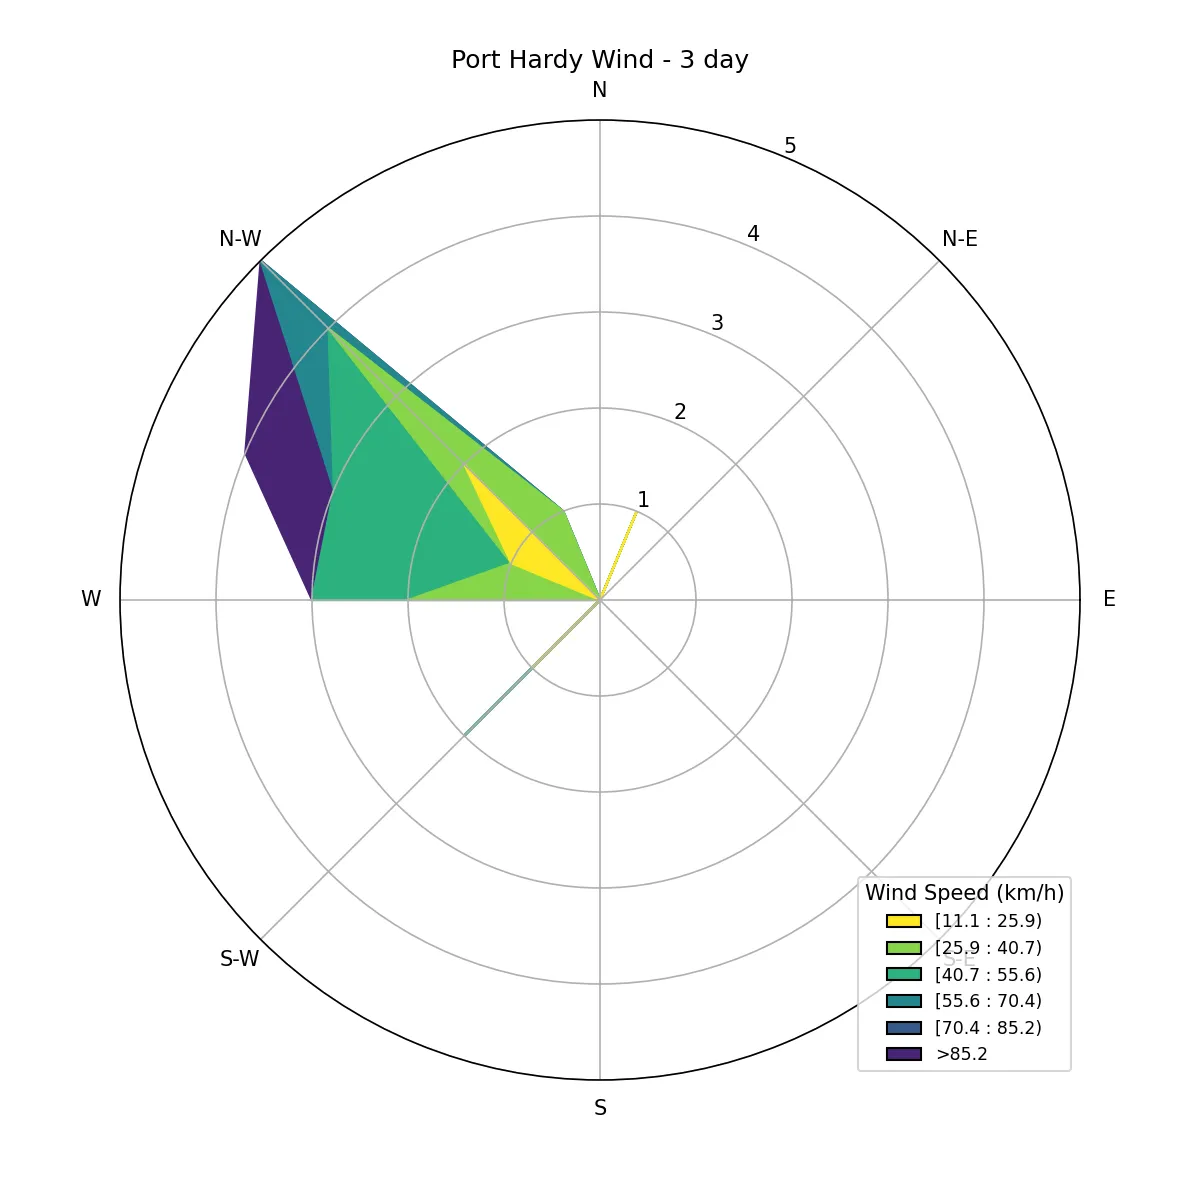 Port Hardy Wind - 3 day
N
5
N-W
N-E
4
3
2
1
W
E
S-W
S-E
Wind Speed (km/h)
[11.1 : 25.9)
[25.9 : 40.7)
[40.7 : 55.6)
[55.6 : 70.4)
[70.4 : 85.2)
>85.2
S